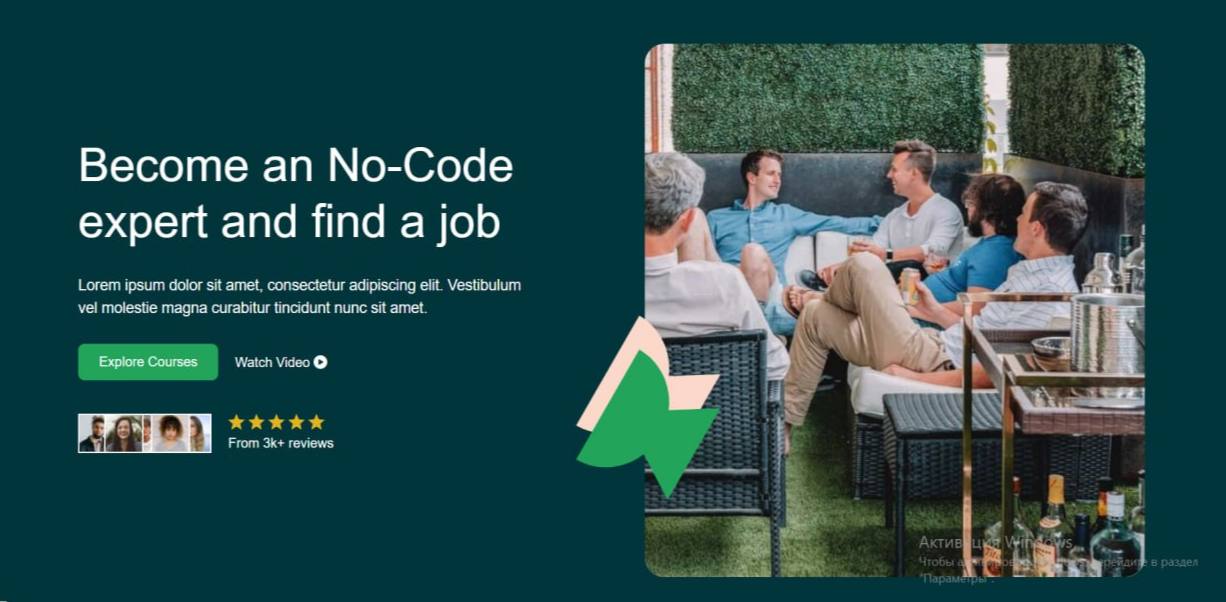 Become an No-Code
expert and find a job
Lorem ipsum dolor sit amet, consectetur adipiscing elit. Vestibulum
vel molestie magna curabitur tincidunt nunc sit amet.
Explore Courses
Watch Video
From 3k+ reviews
Активация Windows
Чтобы перейдите в раздел
"Параметры".